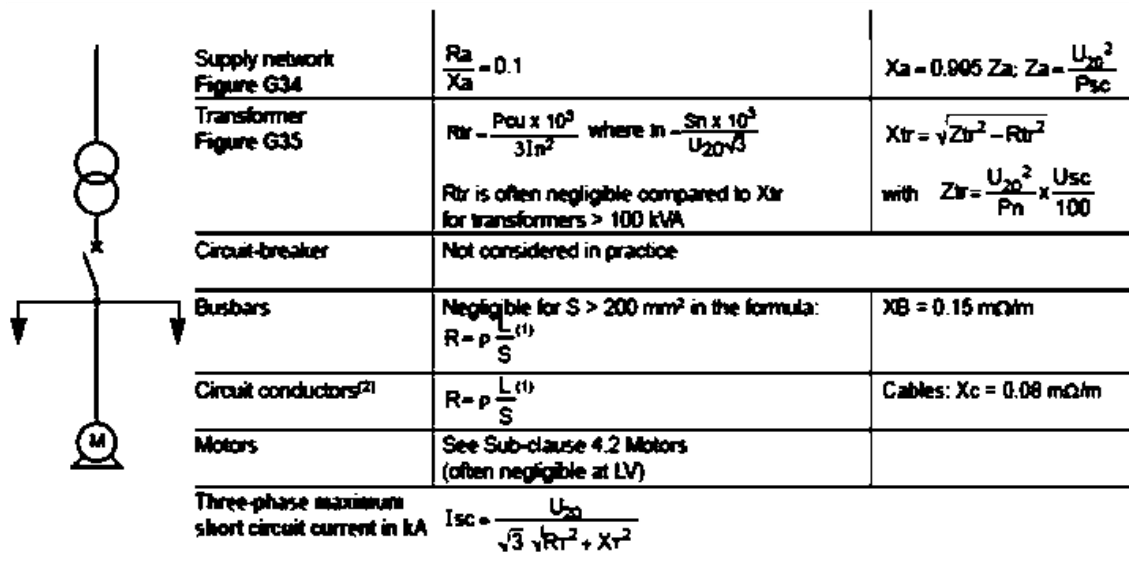 Supply network
Figure G34
Ra/Xa = 0.1
Xa = 0.995 Za; Za = U₂₀²/Psc
Transformer
Figure G35
Rtr = Pcu x 10³/3In² where In = Sn x 10³/U₂₀√3
Rtr is often negligible compared to Xtr
for transformers > 100 kVA
Xtr = √Ztr² – Rtr²
with Ztr = U₂₀²/Pn x Usc/100
Circuit-breaker
Not considered in practice
Busbars
Negligible for S > 200 mm² in the formula:
R = ρ L/S (1)
XB = 0.15 mΩ/m
Circuit conductors(2)
R = ρ L/S (1)
Cables: Xc = 0.08 mΩ/m
M
Motors
See Sub-clause 4.2 Motors
(often negligible at LV)
Three-phase maximum
short circuit current in kA
Isc = U₂₀/√3 √RT² + XT²